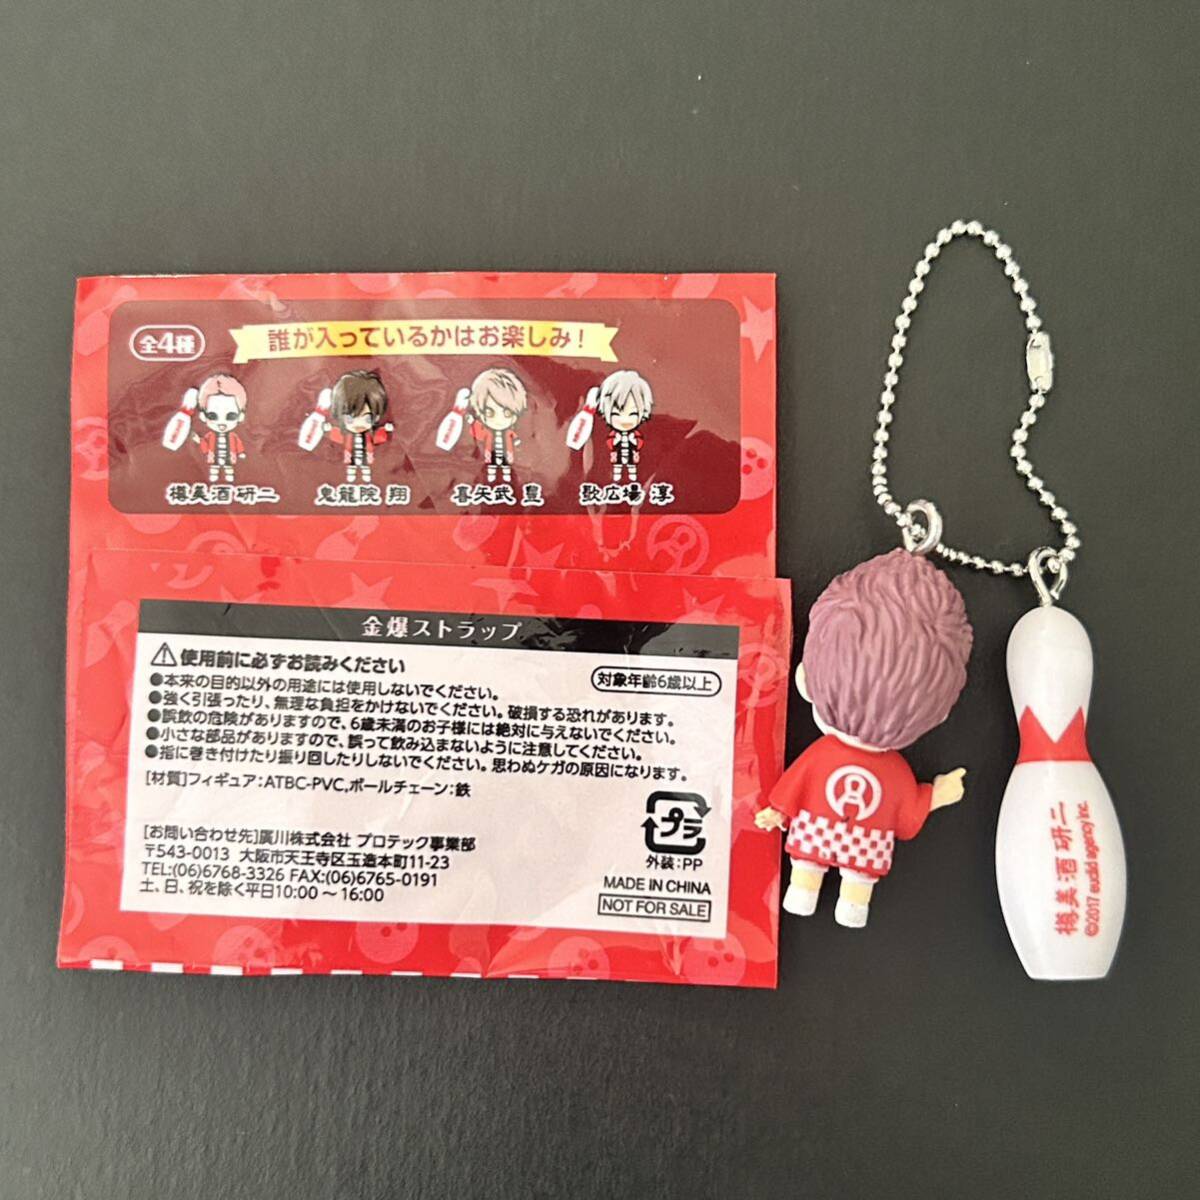 全4種
誰が入っているかはお楽しみ!
樽美酒研二
鬼龍院 翔
喜矢武 豊
歌広場 淳
金爆ストラップ
⚠使用前に必ずお読みください
対象年齢6歳以上
●本来の目的以外の用途には使用しないでください。
●強く引張ったり、無理な負担をかけないでください。破損する恐れがあります。
●誤飲の危険がありますので、6歳未満のお子様には絶対に与えないでください。
●小さな部品がありますので、誤って飲み込まないように注意してください。
●指に巻き付けたり振り回したりしないでください。思わぬケガの原因になります。
[材質]フィギュア:ATBC-PVC,ボールチェーン:鉄
[お問い合わせ先]廣川株式会社 プロテック事業部
〒543-0013 大阪市天王寺区玉造本町11-23
TEL:(06)6768-3326 FAX:(06)6765-0191
土、日、祝を除く平日10:00～16:00
プラ
外装:PP
MADE IN CHINA
NOT FOR SALE
樽美酒研二
©2017 euclid agency inc.